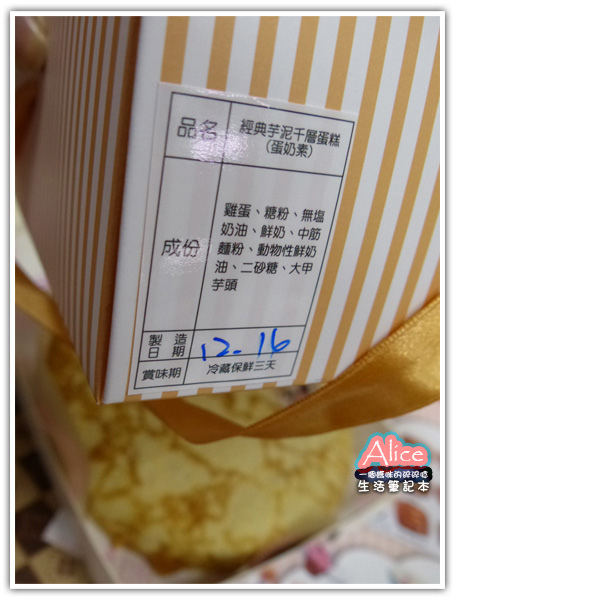 品名
經典芋泥千層蛋糕
(蛋奶素)
成份
雞蛋、糖粉、無塩
奶油、鮮奶、中筋
麵粉、動物性鮮奶
油、二砂糖、大甲
芋頭
製造
日期
12-16
賞味期
冷藏保鮮三天
Alice
一個媽咪的碎碎唸
生活筆記本